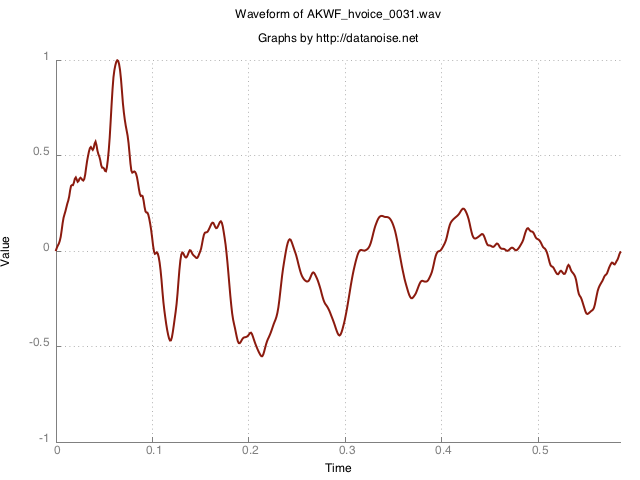 Waveform of AKWF_hvoice_0031.wav
Graphs by http://datanoise.net
1
0.5
0
-0.5
-1
Value
0 0.1 0.2 0.3 0.4 0.5
Time